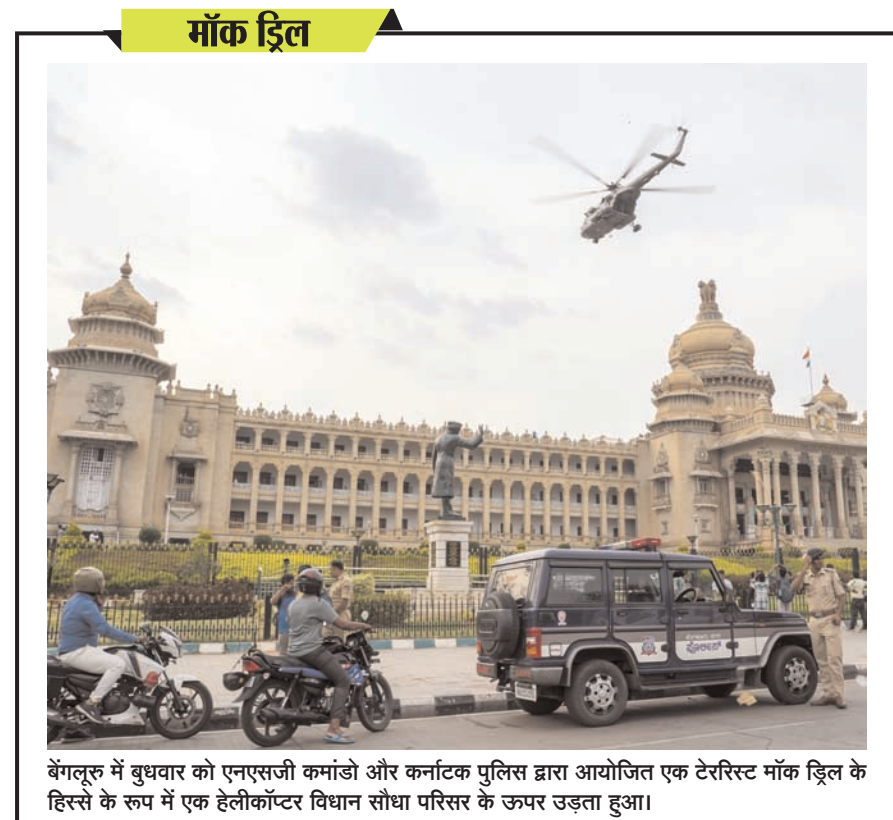 मॉक ड्रिल
पोलिस
बेंगलूरु में बुधवार को एनएसजी कमांडो और कर्नाटक पुलिस द्वारा आयोजित एक टेररिस्ट मॉक ड्रिल के
हिस्से के रूप में एक हेलीकॉप्टर विधान सौधा परिसर के ऊपर उड़ता हुआ।